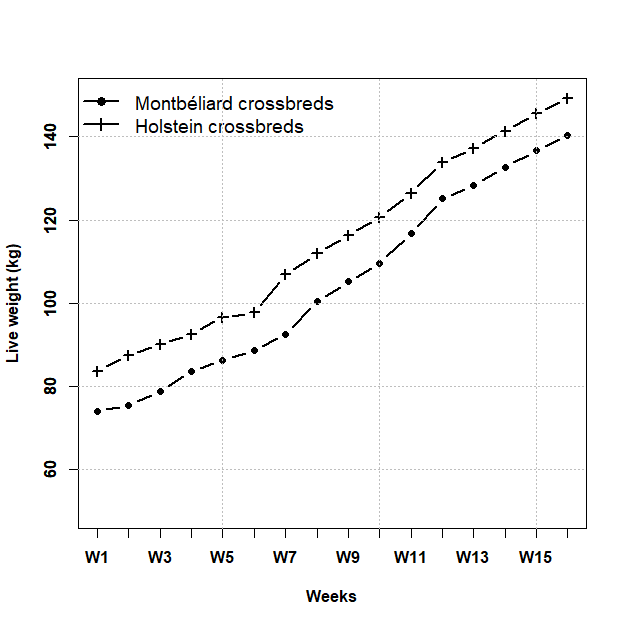 Montbéliard crossbreds
Holstein crossbreds
Live weight (kg)
140
120
100
80
60
W1 W3 W5 W7 W9 W11 W13 W15
Weeks